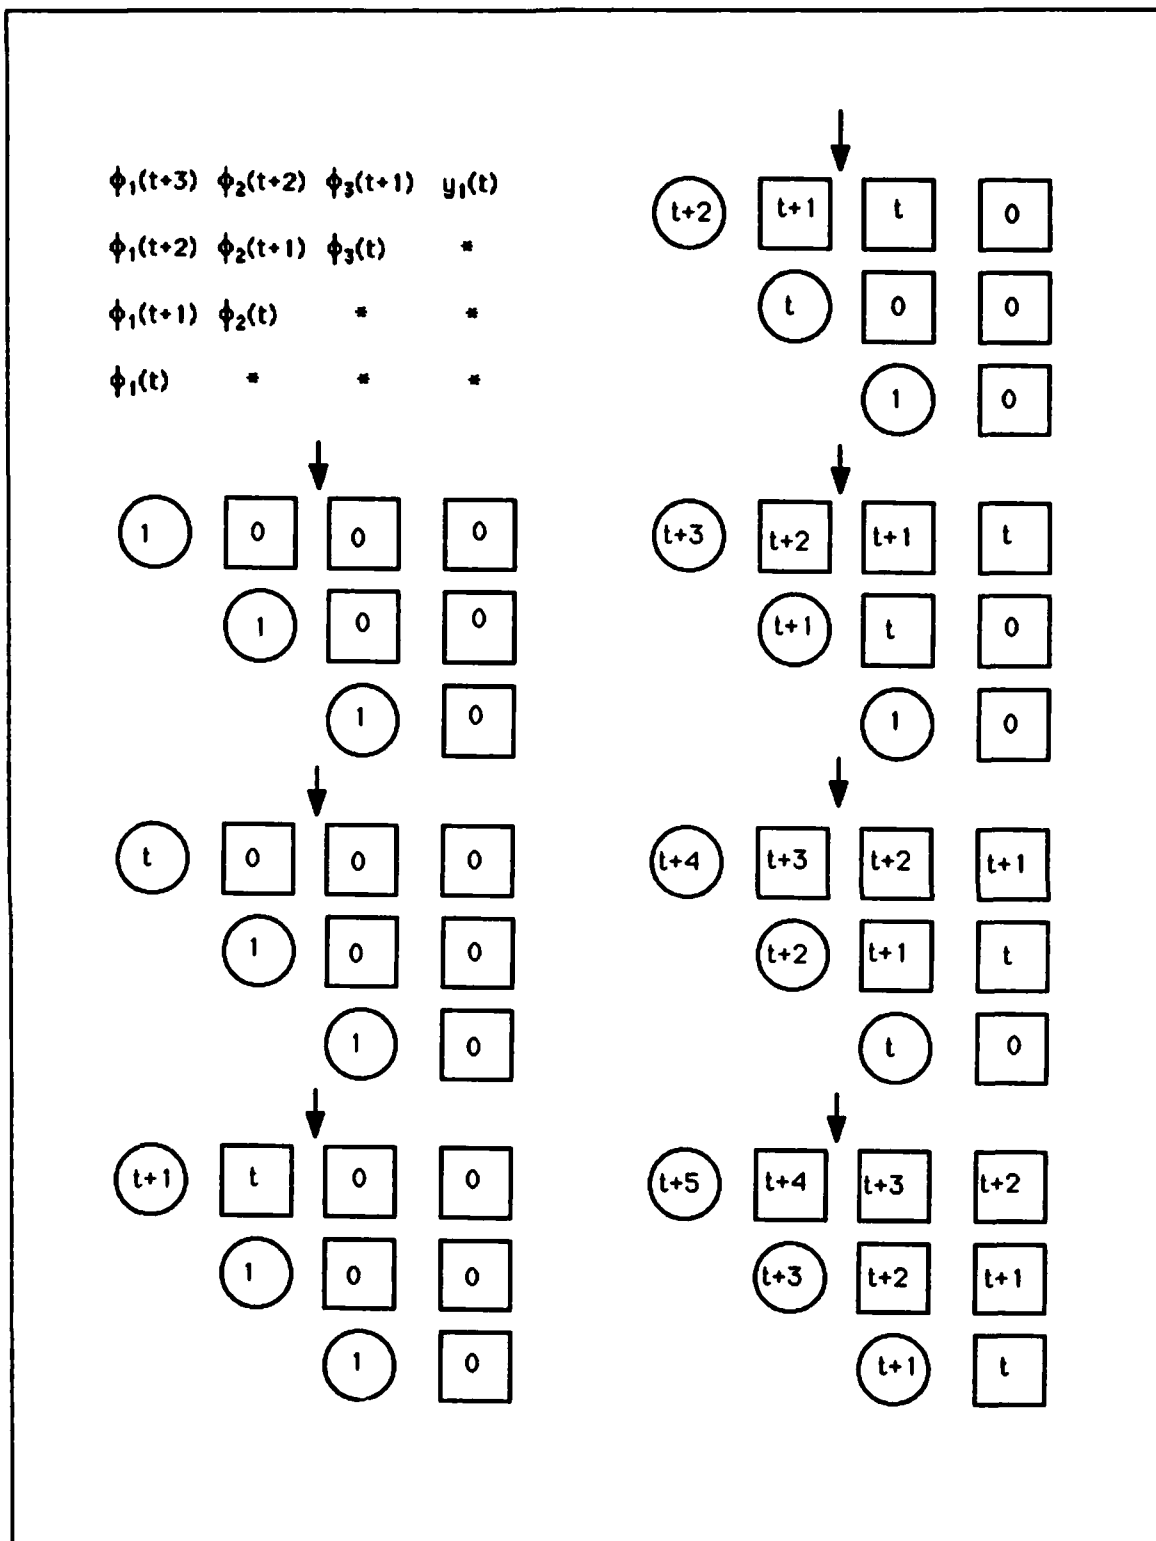 ϕ₁(t+3) ϕ₂(t+2) ϕ₃(t+1) y₁(t)
ϕ₁(t+2) ϕ₂(t+1) ϕ₃(t) *
ϕ₁(t+1) ϕ₂(t) * *
ϕ₁(t) * * *
1 0 0 0
1 0 0
1 0
t 0 0 0
1 0 0
1 0
t+1 t 0 0
1 0 0
1 0
t+2 t+1 t 0
t 0 0
1 0
t+3 t+2 t+1 t
t+1 t 0
1 0
t+4 t+3 t+2 t+1
t+2 t+1 t
t 0
t+5 t+4 t+3 t+2
t+3 t+2 t+1
t+1 t